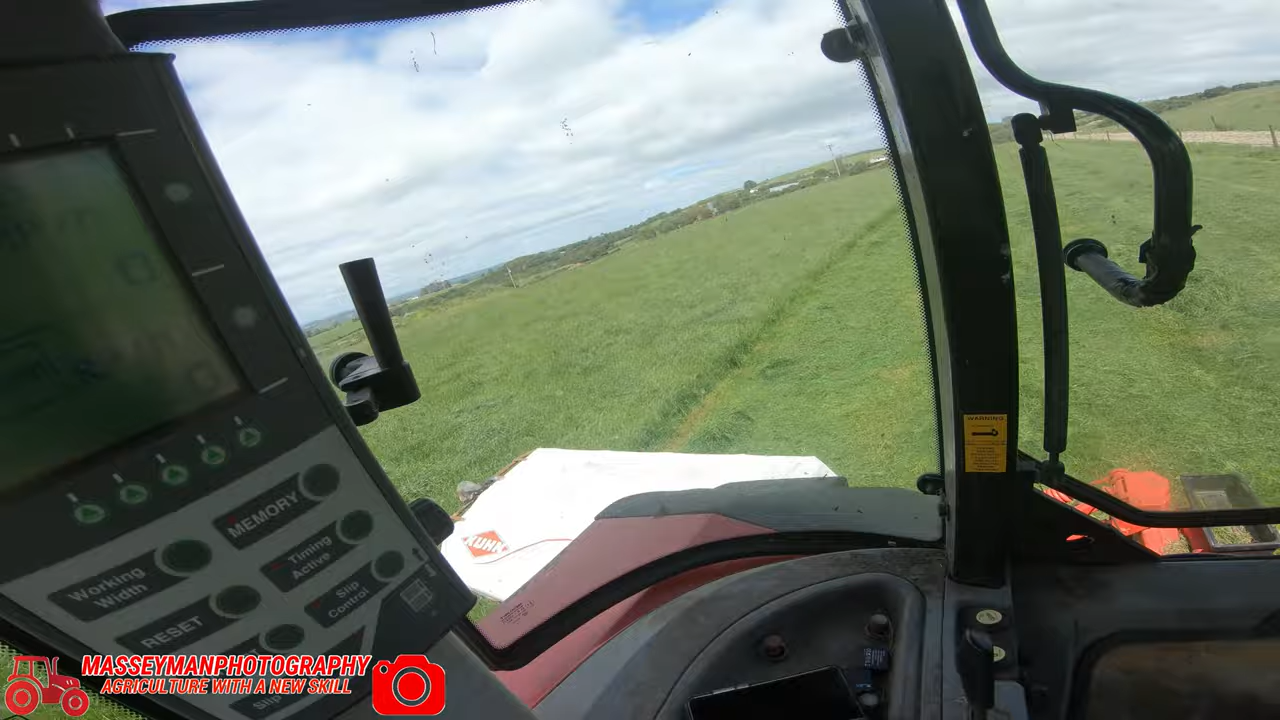 MEMORY
Timing
Active
Working
Width
Slip
Control
RESET
KUHN
WARNING
MASSEYMANPHOTOGRAPHY
AGRICULTURE WITH A NEW SKILL